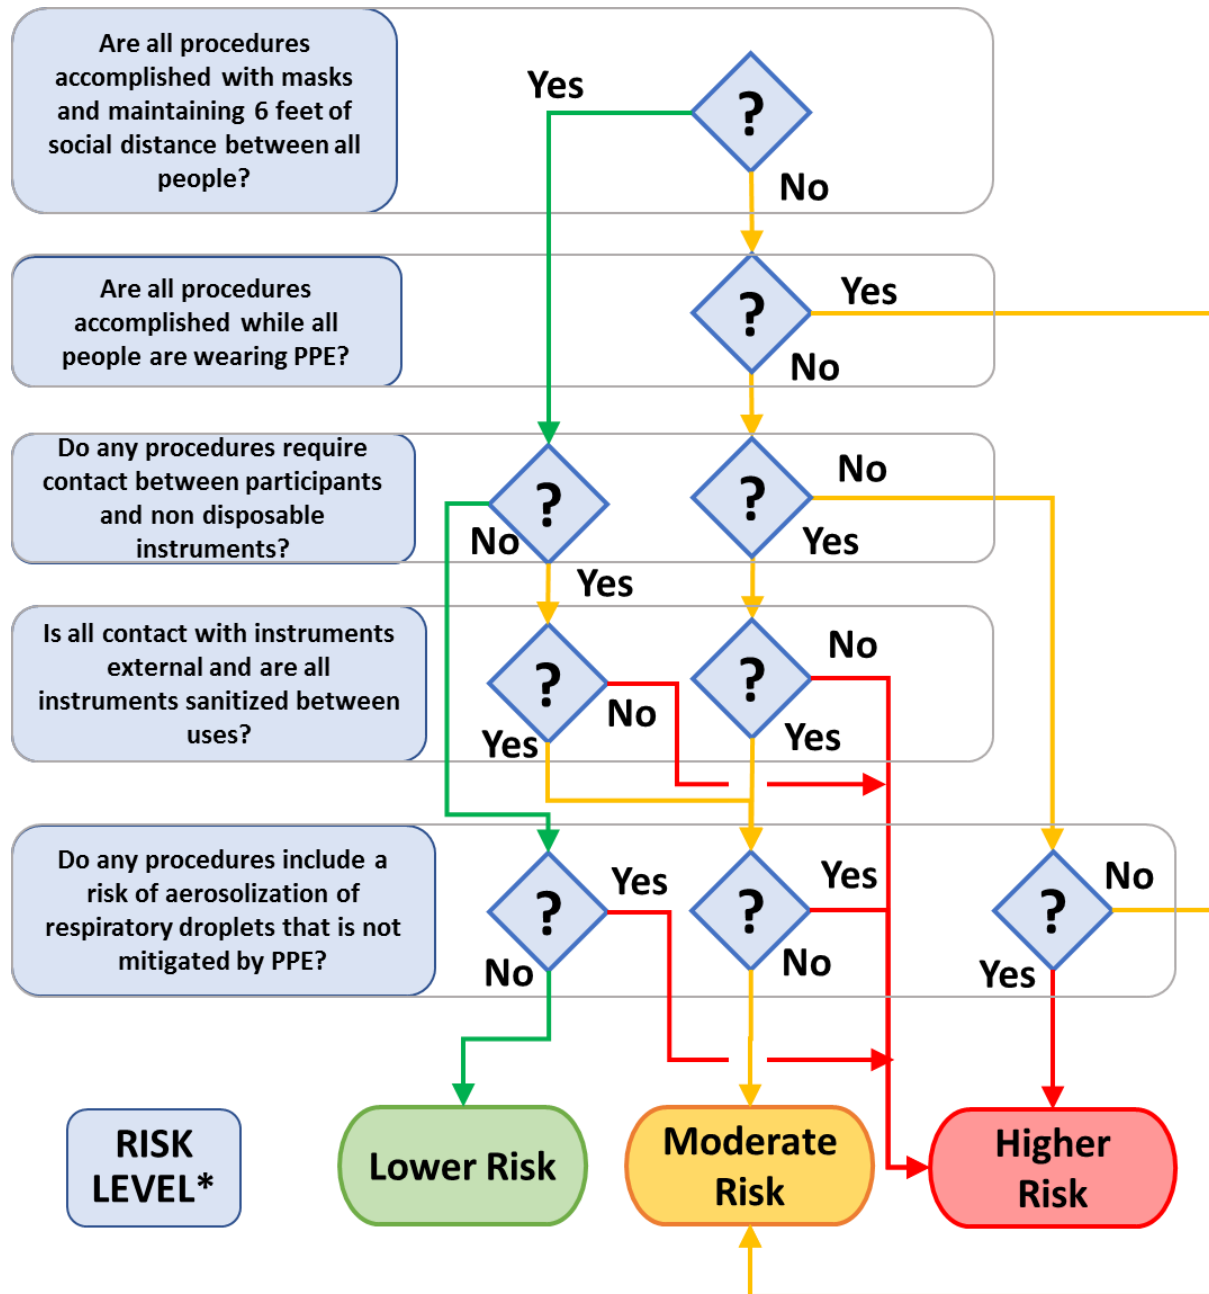 Are all procedures
accomplished with masks
and maintaining 6 feet of
social distance between all
people?
?
Yes
No
Are all procedures
accomplished while all
people are wearing PPE?
?
Yes
No
Do any procedures require
contact between participants
and non disposable
instruments?
?
No
Yes
?
No
Yes
Is all contact with instruments
external and are all
instruments sanitized between
uses?
?
No
Yes
?
No
Yes
Do any procedures include a
risk of aerosolization of
respiratory droplets that is not
mitigated by PPE?
?
Yes
No
?
Yes
No
?
No
Yes
RISK
LEVEL*
Lower Risk
Moderate
Risk
Higher
Risk